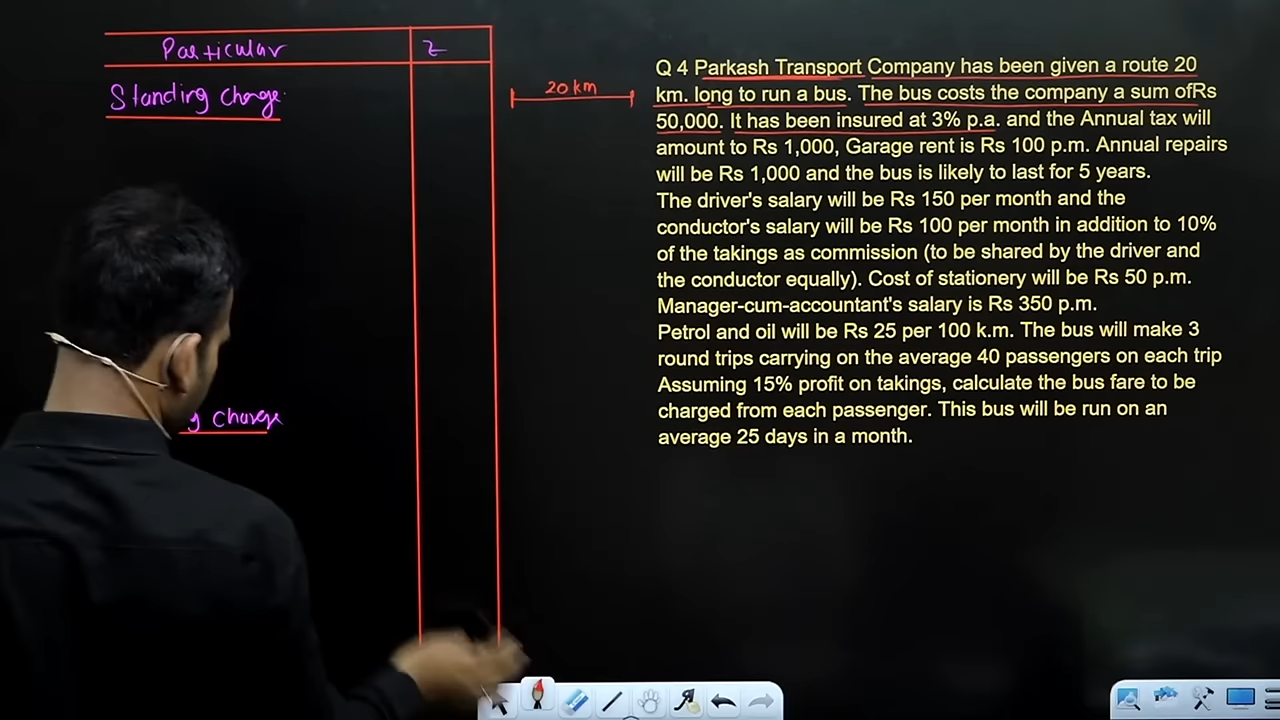 Particular
Standing charge
20 km
charge
Q 4 Parkash Transport Company has been given a route 20
km. long to run a bus. The bus costs the company a sum ofRs
50,000. It has been insured at 3% p.a. and the Annual tax will
amount to Rs 1,000, Garage rent is Rs 100 p.m. Annual repairs
will be Rs 1,000 and the bus is likely to last for 5 years.
The driver's salary will be Rs 150 per month and the
conductor's salary will be Rs 100 per month in addition to 10%
of the takings as commission (to be shared by the driver and
the conductor equally). Cost of stationery will be Rs 50 p.m.
Manager-cum-accountant's salary is Rs 350 p.m.
Petrol and oil will be Rs 25 per 100 k.m. The bus will make 3
round trips carrying on the average 40 passengers on each trip
Assuming 15% profit on takings, calculate the bus fare to be
charged from each passenger. This bus will be run on an
average 25 days in a month.